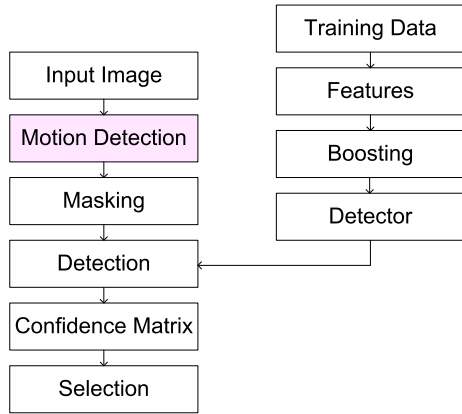 Training Data
Input Image
Features
Motion Detection
Boosting
Masking
Detector
Detection
Confidence Matrix
Selection